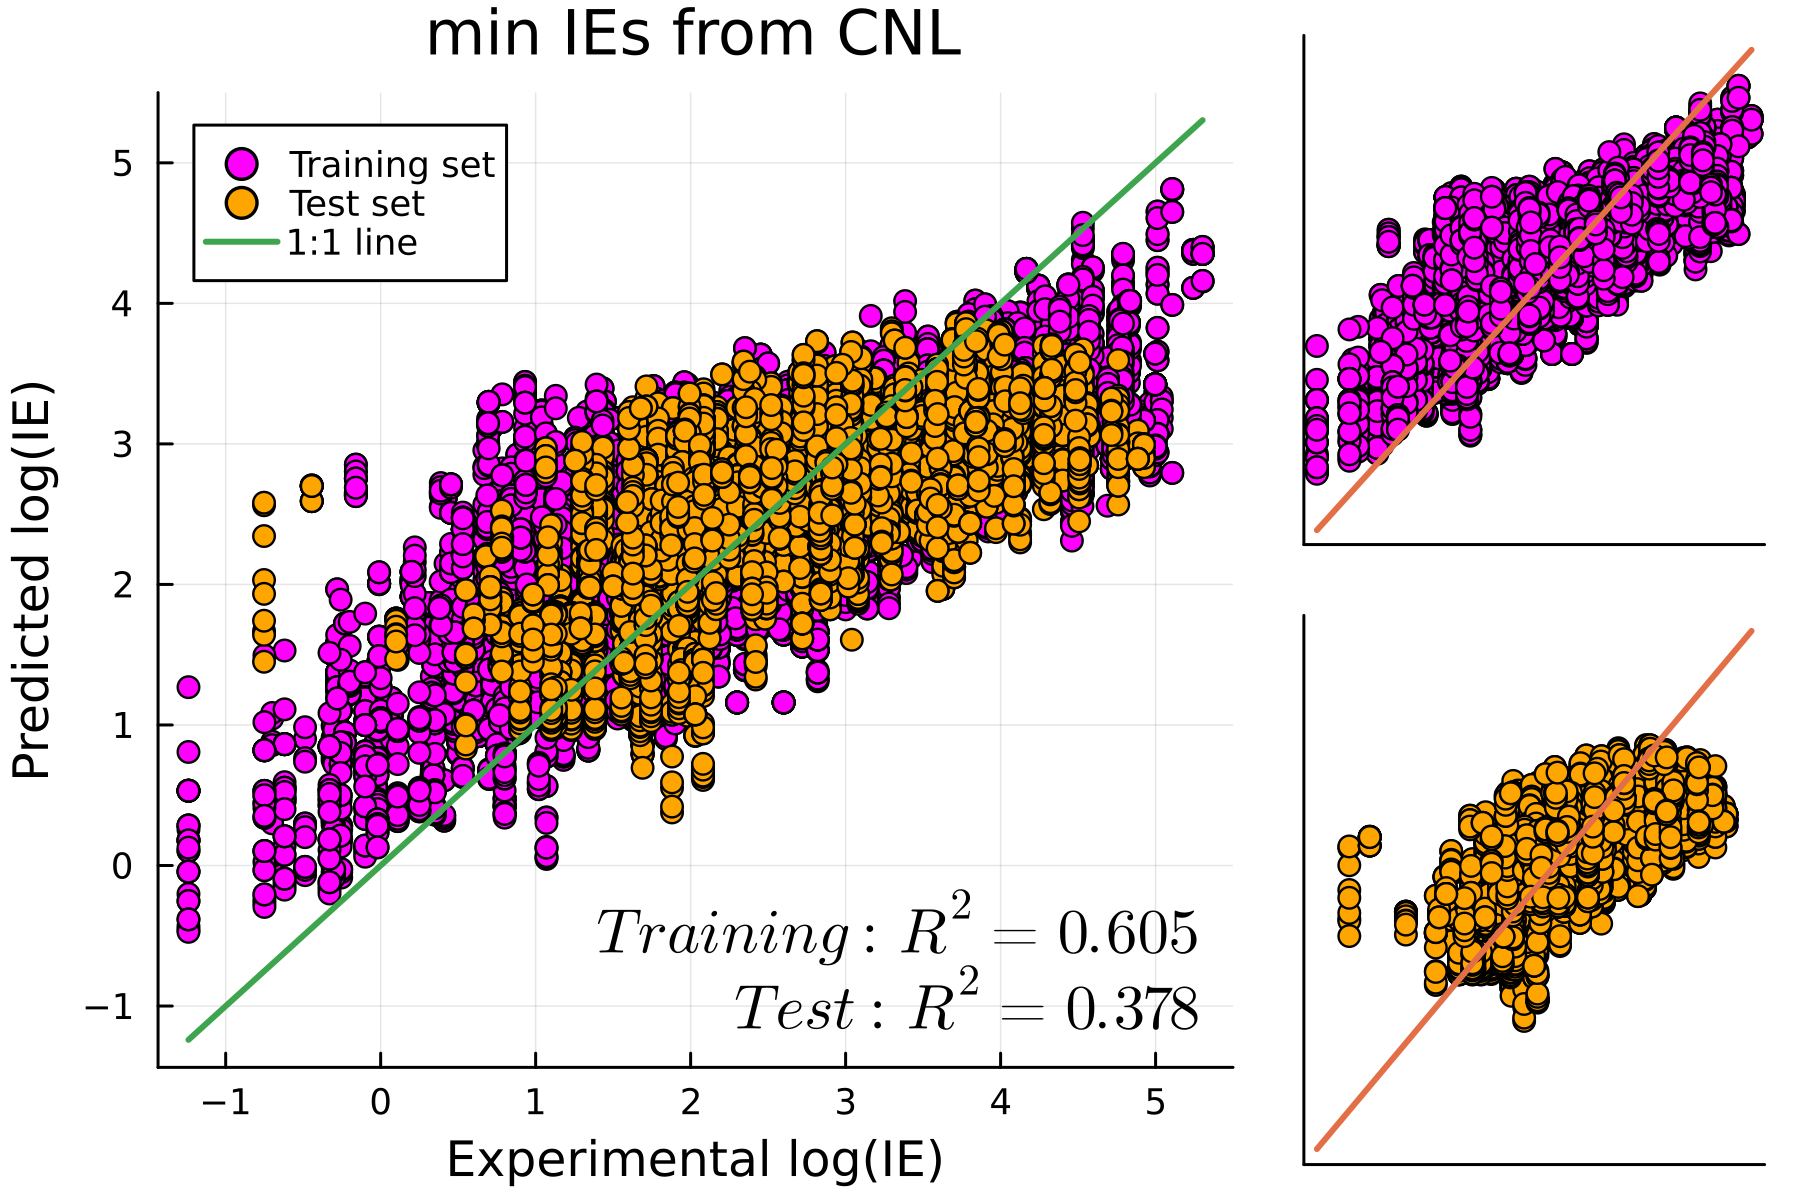 min IEs from CNL
Training set
Test set
1:1 line
5
4
3
2
1
0
−1
Predicted log(IE)
Training : R² = 0.605
Test : R² = 0.378
−1 0 1 2 3 4 5
Experimental log(IE)